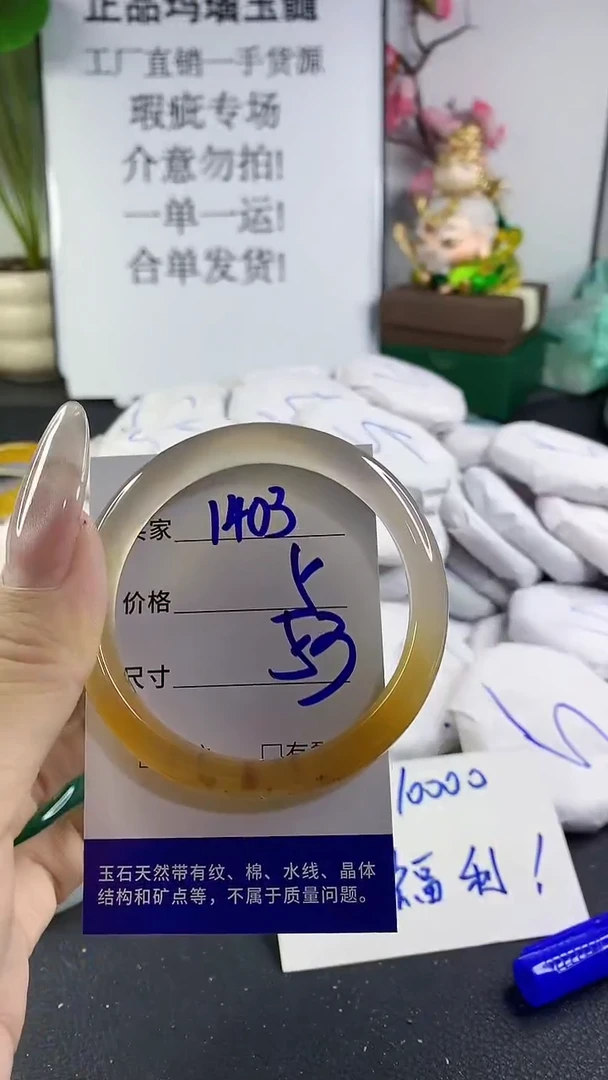 正品玛瑙玉髓
工厂直销一手货源
瑕疵专场
介意勿拍!
一单一运!
合单发货!
家 1403
价格
尺寸 53
玉石天然带有纹、棉、水线、晶体
结构和矿点等，不属于质量问题。
10000
福利！